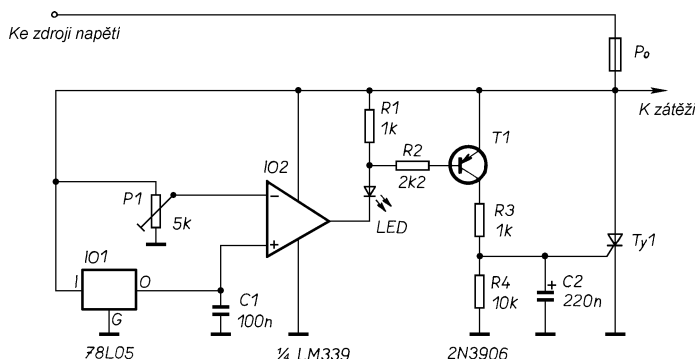 Ke zdroji napětí
Po
K zátěži
R1
1k
T1
R2
2k2
IO2
P1
5k
−
+
LED
R3
1k
Ty1
IO1
I
O
G
C1
100n
R4
10k
+
C2
220n
78L05
¼ LM339
2N3906